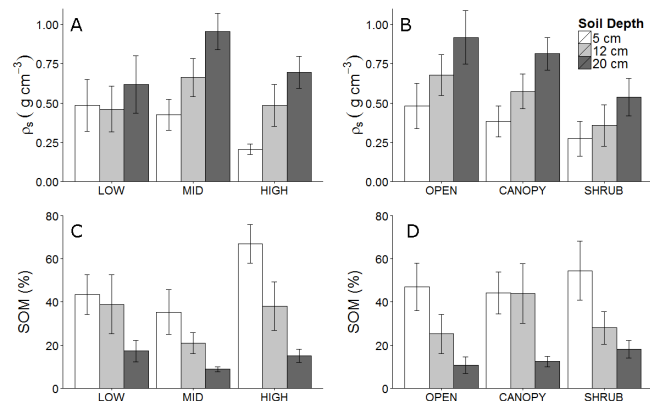 A
B
Soil Depth
5 cm
12 cm
20 cm
ρs ( g cm−3)
1.00
0.75
0.50
0.25
0.00
LOW MID HIGH
ρs ( g cm−3)
1.00
0.75
0.50
0.25
0.00
OPEN CANOPY SHRUB
C
SOM (%)
80
60
40
20
0
LOW MID HIGH
D
SOM (%)
80
60
40
20
0
OPEN CANOPY SHRUB